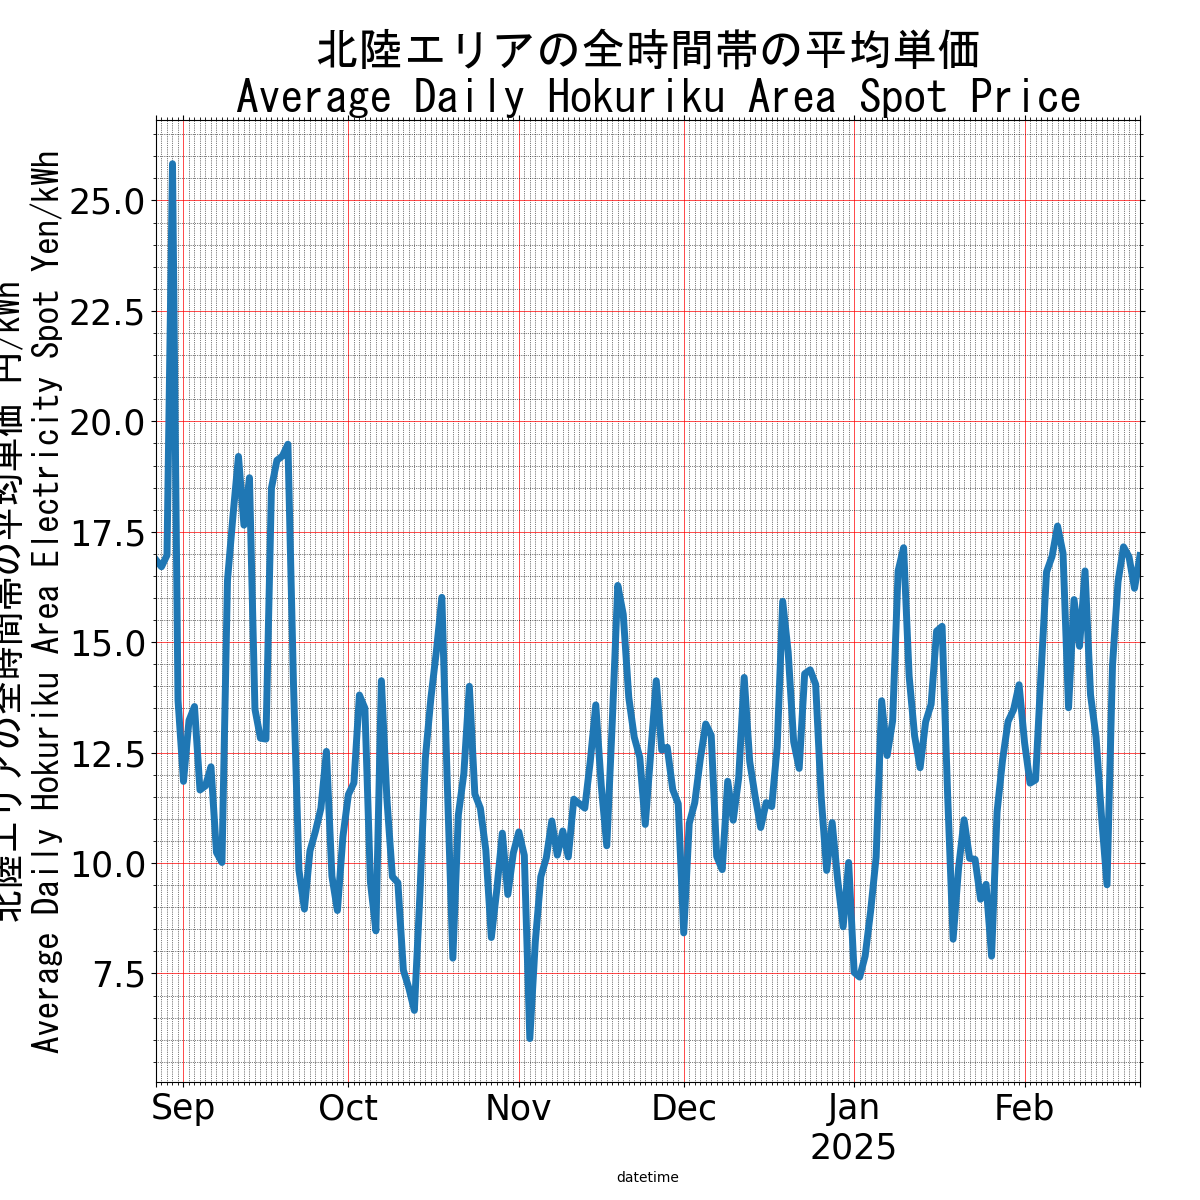 北陸エリアの全時間帯の平均単価
Average Daily Hokuriku Area Spot Price
北陸エリアの全時間帯の平均単価 円/kWh
Average Daily Hokuriku Area Electricity Spot Yen/kWh
25.0
22.5
20.0
17.5
15.0
12.5
10.0
7.5
Sep Oct Nov Dec Jan Feb
2025
datetime